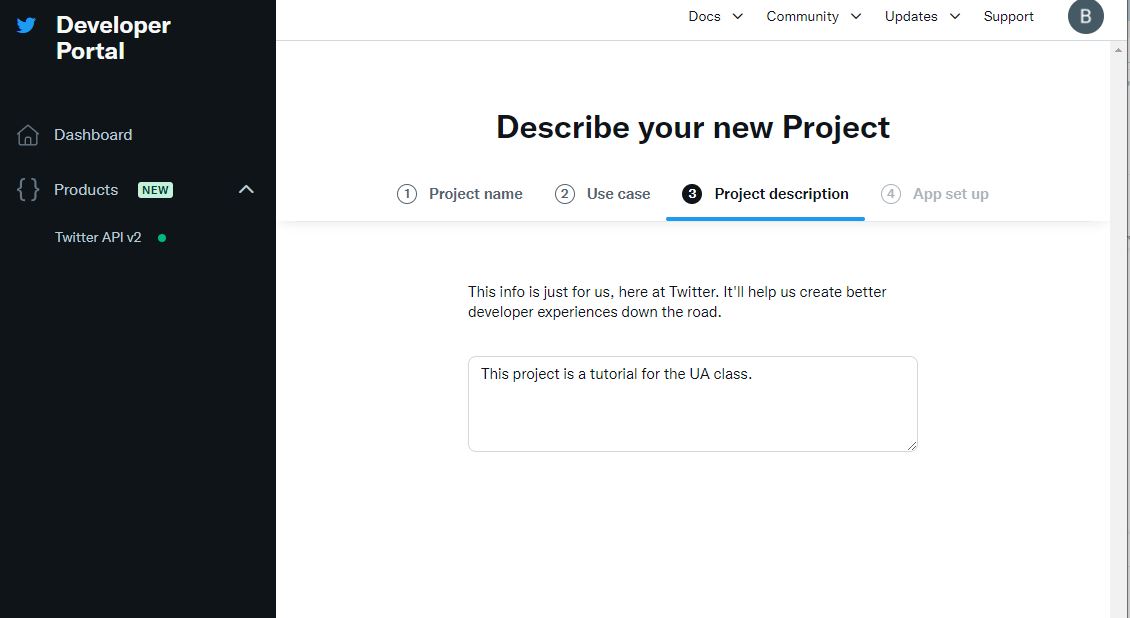 Developer
Portal
Docs
Community
Updates
Support
B
Dashboard
Products
NEW
Twitter API v2
Describe your new Project
1 Project name
2 Use case
3 Project description
4 App set up
This info is just for us, here at Twitter. It'll help us create better
developer experiences down the road.
This project is a tutorial for the UA class.